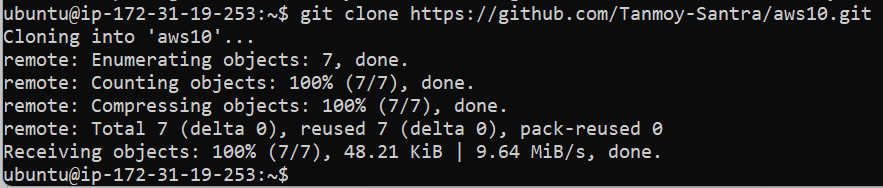 ubuntu@ip-172-31-19-253:~$ git clone https://github.com/Tanmoy-Santra/aws10.git
Cloning into 'aws10'...
remote: Enumerating objects: 7, done.
remote: Counting objects: 100% (7/7), done.
remote: Compressing objects: 100% (7/7), done.
remote: Total 7 (delta 0), reused 7 (delta 0), pack-reused 0
Receiving objects: 100% (7/7), 48.21 KiB | 9.64 MiB/s, done.
ubuntu@ip-172-31-19-253:~$